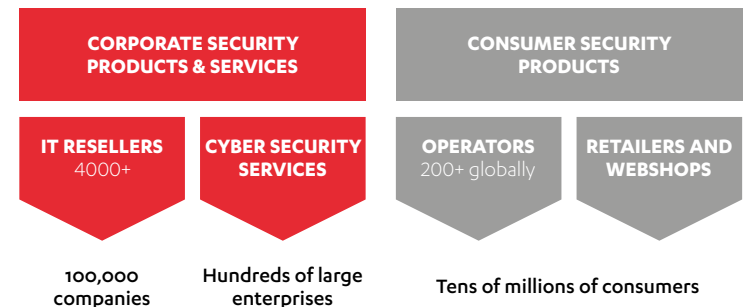 CORPORATE SECURITY
PRODUCTS & SERVICES
CONSUMER SECURITY
PRODUCTS
IT RESELLERS
4000+
CYBER SECURITY
SERVICES
OPERATORS
200+ globally
RETAILERS AND
WEBSHOPS
100,000
companies
Hundreds of large
enterprises
Tens of millions of consumers